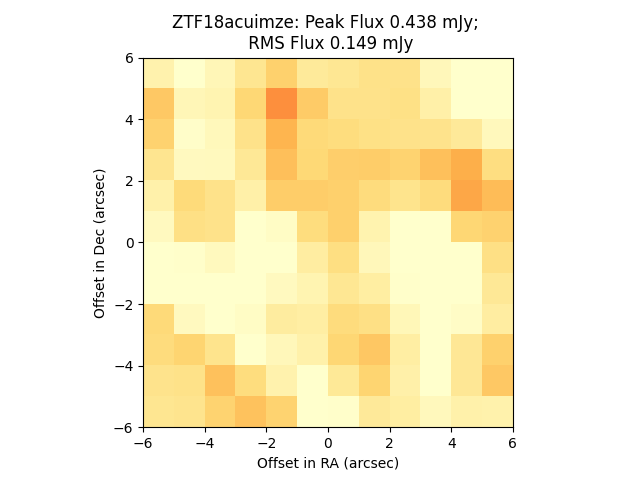 ZTF18acuimze: Peak Flux 0.438 mJy;
RMS Flux 0.149 mJy
6
4
2
0
−2
−4
−6
Offset in Dec (arcsec)
−6 −4 −2 0 2 4 6
Offset in RA (arcsec)